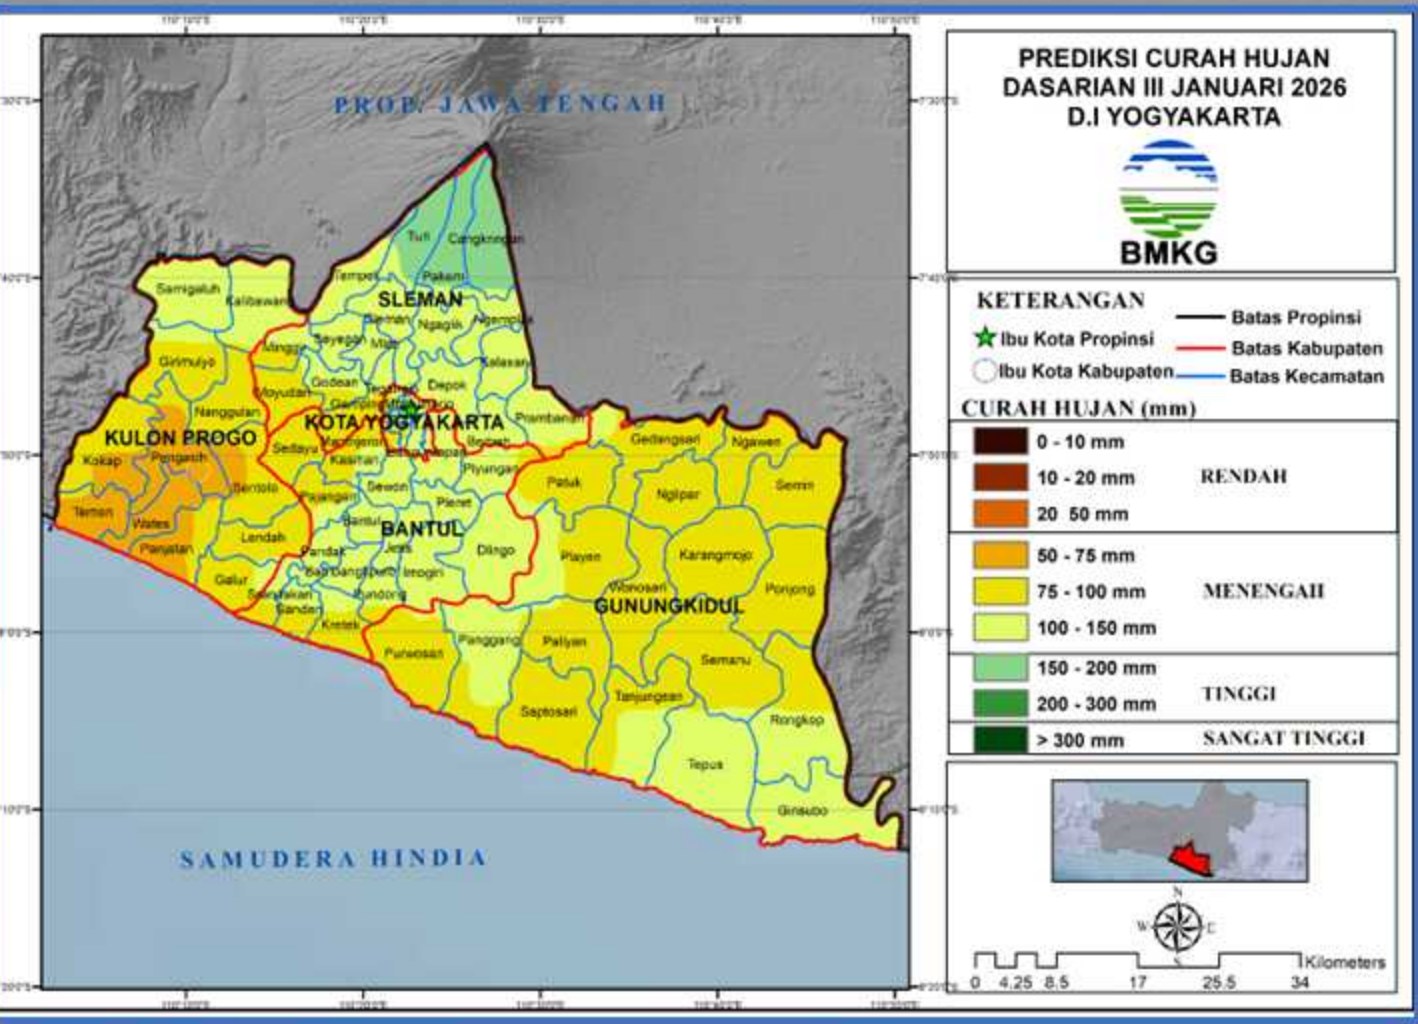 PROP. JAWA TENGAH
Turi
Cangkringan
Tempel
Pakem
SLEMAN
Samigaluh
Kalibawang
Sleman
Ngaglik
Ngemplak
Seyegan
Minggir
Girimulyo
Kalasan
Godean
Depok
Moyudan
Nanggulan
KOTA YOGYAKARTA
Prambanan
KULON PROGO
Berbah
Gedangsari
Ngawen
Sedayu
Kokap
Pengasih
Kasihan
Piyungan
Patuk
Nglipar
Semin
Sentolo
Sewon
Pajangan
Pleret
Temon
Wates
Bantul
BANTUL
Lendah
Panjatan
Pandak
Jetis
Dlingo
Playen
Karangmojo
Galur
Imogiri
Wonosari
Ponjong
Pundong
Sanden
GUNUNGKIDUL
Kretek
Purwosari
Panggang
Paliyan
Semanu
Tanjungsari
Saptosari
Rongkop
Tepus
Girisubo
SAMUDERA HINDIA
PREDIKSI CURAH HUJAN
DASARIAN III JANUARI 2026
D.I YOGYAKARTA
BMKG
KETERANGAN
Ibu Kota Propinsi
Ibu Kota Kabupaten
Batas Propinsi
Batas Kabupaten
Batas Kecamatan
CURAH HUJAN (mm)
0 - 10 mm
10 - 20 mm
RENDAH
20 50 mm
50 - 75 mm
75 - 100 mm
MENENGAH
100 - 150 mm
150 - 200 mm
TINGGI
200 - 300 mm
> 300 mm
SANGAT TINGGI
N
W
E
S
Kilometers
0 4.25 8.5 17 25.5 34